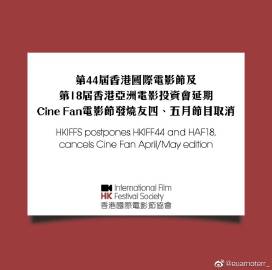 第44屆香港國際電影節及
第18屆香港亞洲電影投資會延期
Cine Fan電影節發燒友四、五月節目取消
HKIFFS postpones HKIFF44 and HAF18,
cancels Cine Fan April/May edition
International Film
HK Festival Society
香港國際電影節協會